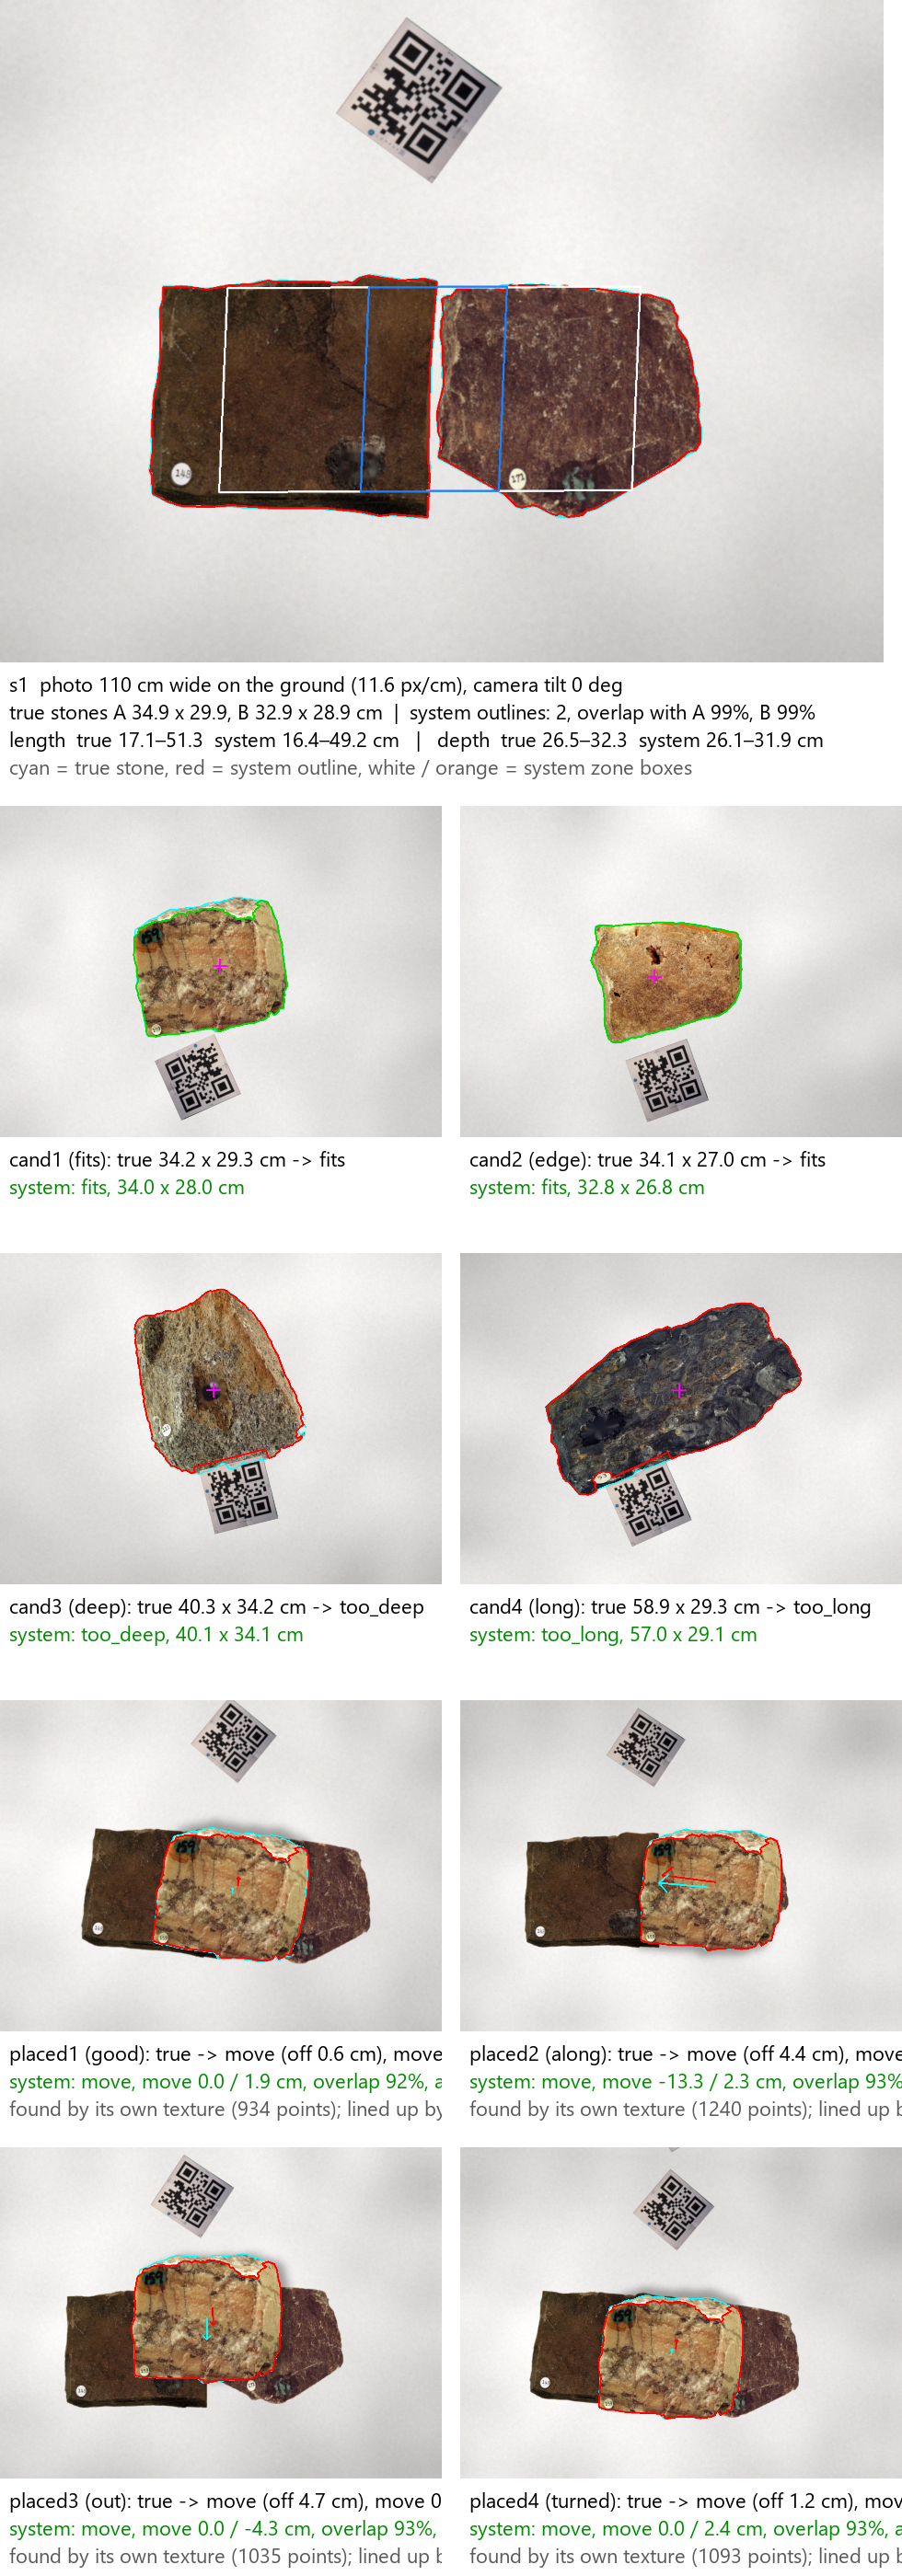 148
172
s1 photo 110 cm wide on the ground (11.6 px/cm), camera tilt 0 deg
true stones A 34.9 x 29.9, B 32.9 x 28.9 cm | system outlines: 2, overlap with A 99%, B 99%
length true 17.1–51.3 system 16.4–49.2 cm | depth true 26.5–32.3 system 26.1–31.9 cm
cyan = true stone, red = system outline, white / orange = system zone boxes
159
cand1 (fits): true 34.2 x 29.3 cm -> fits
system: fits, 34.0 x 28.0 cm
cand2 (edge): true 34.1 x 27.0 cm -> fits
system: fits, 32.8 x 26.8 cm
cand3 (deep): true 40.3 x 34.2 cm -> too_deep
system: too_deep, 40.1 x 34.1 cm
cand4 (long): true 58.9 x 29.3 cm -> too_long
system: too_long, 57.0 x 29.1 cm
159
159
placed1 (good): true -> move (off 0.6 cm), move
system: move, move 0.0 / 1.9 cm, overlap 92%, a
found by its own texture (934 points); lined up by
placed2 (along): true -> move (off 4.4 cm), move
system: move, move -13.3 / 2.3 cm, overlap 93%
found by its own texture (1240 points); lined up b
159
159
placed3 (out): true -> move (off 4.7 cm), move 0
system: move, move 0.0 / -4.3 cm, overlap 93%,
found by its own texture (1035 points); lined up b
placed4 (turned): true -> move (off 1.2 cm), mov
system: move, move 0.0 / 2.4 cm, overlap 93%, a
found by its own texture (1093 points); lined up b